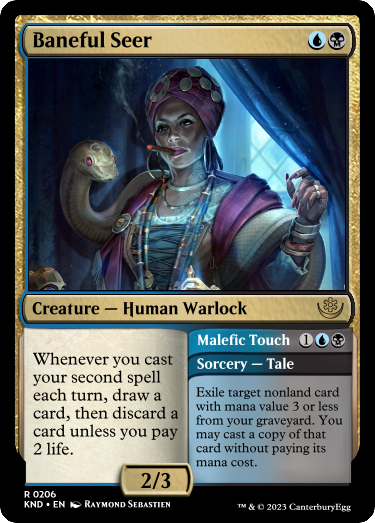 Baneful Seer
Creature — Human Warlock
Whenever you cast
your second spell
each turn, draw a
card, then discard a
card unless you pay
2 life.
Malefic Touch 1
Sorcery — Tale
Exile target nonland card
with mana value 3 or less
from your graveyard. You
may cast a copy of that
card without paying its
mana cost.
2/3
R 0206
KND • EN Raymond Sebastien
™ & © 2023 CanterburyEgg